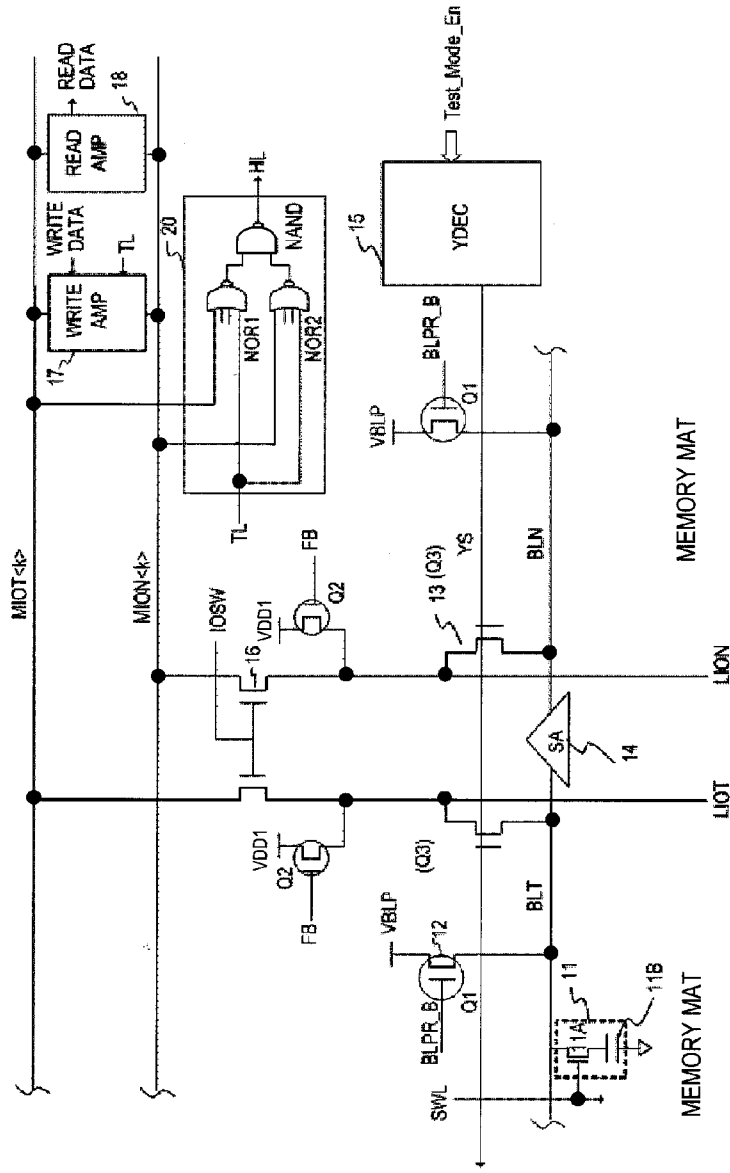 MIOT<k>
MION<k>
WRITE
DATA
TL
WRITE
AMP
17
READ
DATA
READ
AMP
18
20
NOR1
NOR2
NAND
HL
TL
IOSW
16
VDD1
Q2
FB
VDD1
Q2
FB
13 (Q3)
(Q3)
YS
15
YDEC
Test_Mode_En
VBLP
BLPR_B
Q1
VBLP
12
BLPR_B
Q1
BLT
SA
14
BLN
LIOT
LION
SWL
11
11A
11B
MEMORY MAT
MEMORY MAT